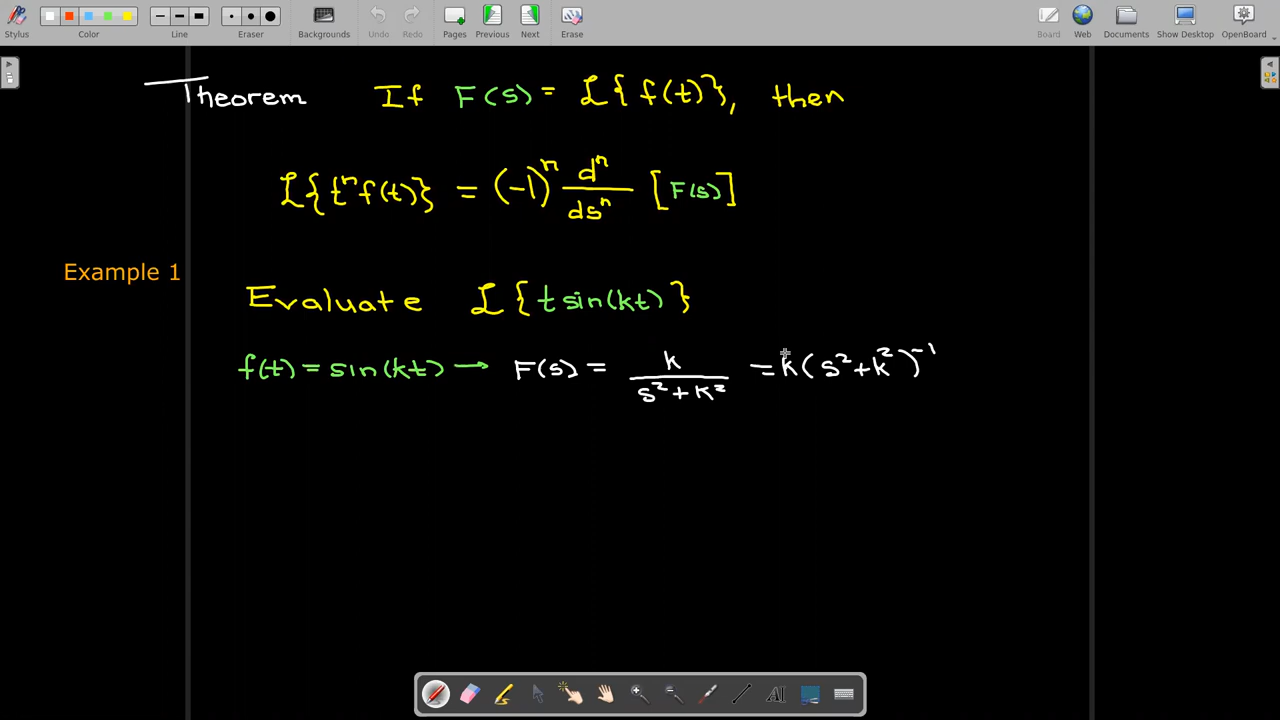 Stylus Color Line Eraser Backgrounds Undo Redo Pages Previous Next Erase Board Web Documents Show Desktop OpenBoard
Theorem If F(s) = ℒ{f(t)}, then
ℒ{tⁿf(t)} = (-1)ⁿ dⁿ/dsⁿ [F(s)]
Example 1
Evaluate ℒ{t sin(kt)}
f(t) = sin(kt) → F(s) = k/(s²+k²) = k(s²+k²)⁻¹
AI